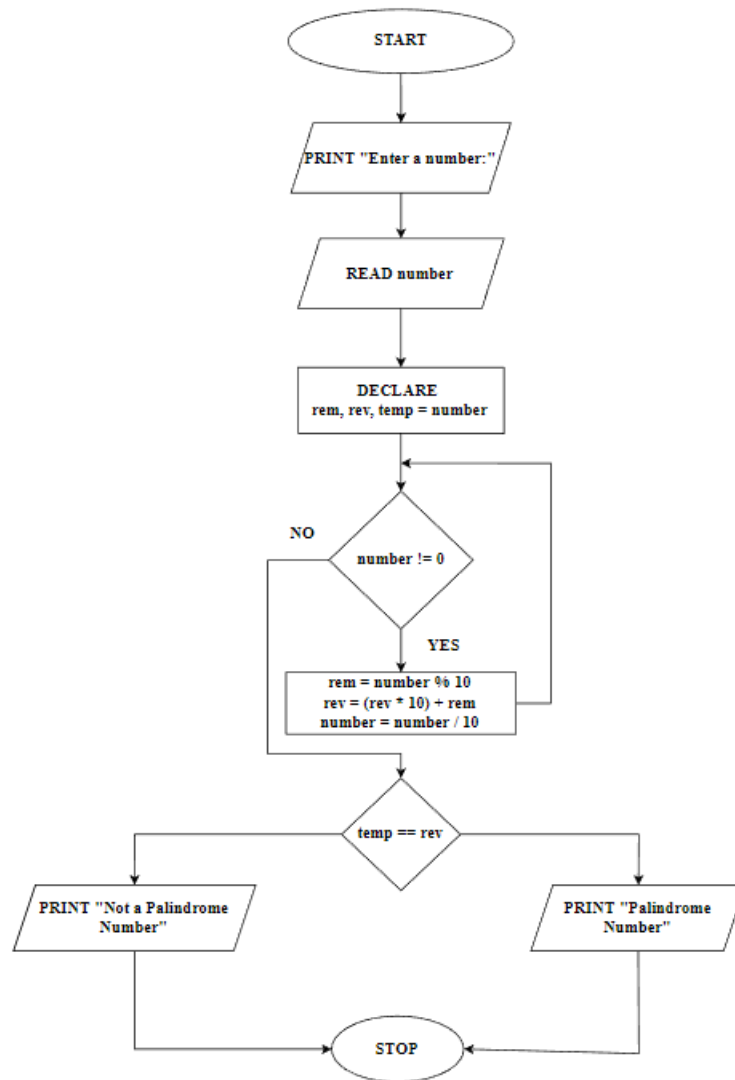 START
PRINT "Enter a number:"
READ number
DECLARE
rem, rev, temp = number
NO
number != 0
YES
rem = number % 10
rev = (rev * 10) + rem
number = number / 10
temp == rev
PRINT "Not a Palindrome
Number"
PRINT "Palindrome
Number"
STOP